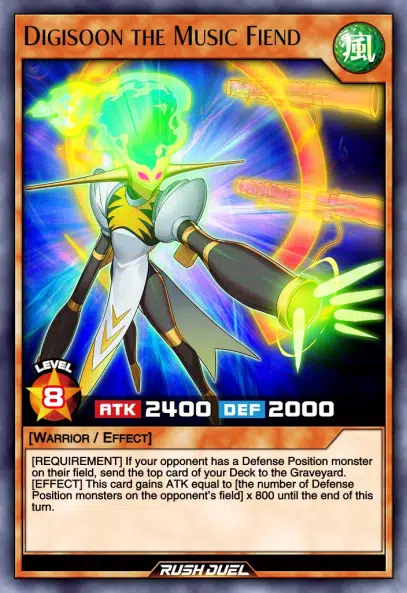 Digisoon the Music Fiend
風
LEVEL
8
ATK 2400 DEF 2000
[Warrior / Effect]
[REQUIREMENT] If your opponent has a Defense Position monster
on their field, send the top card of your Deck to the Graveyard.
[EFFECT] This card gains ATK equal to [the number of Defense
Position monsters on the opponent's field] x 800 until the end of this
turn.
RUSH DUEL